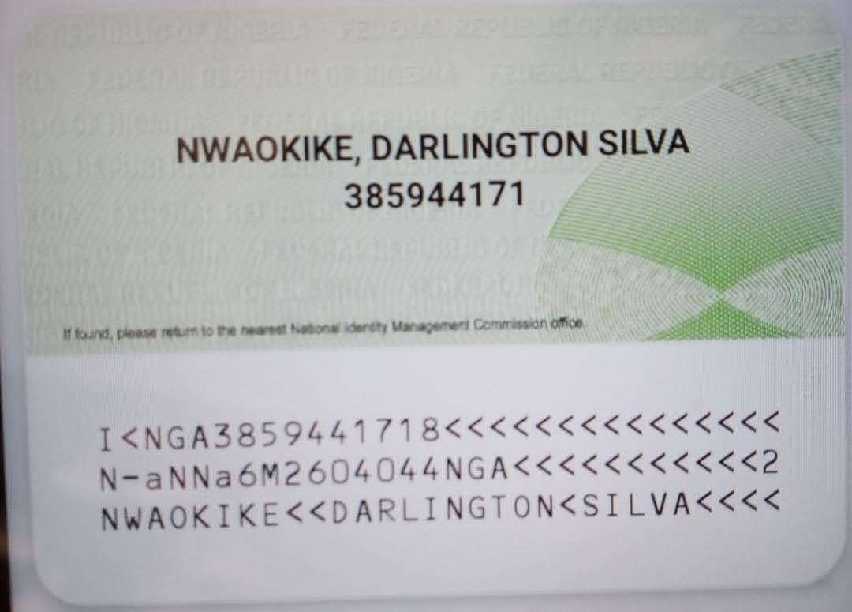 NWAOKIKE, DARLINGTON SILVA
385944171
If found, please return to the nearest National Identity Management Commission office.
I<NGA3859441718<<<<<<<<<<<<<<<
N-aNNa6M2604044NGA<<<<<<<<<<<2
NWAOKIKE<<DARLINGTON<SILVA<<<<